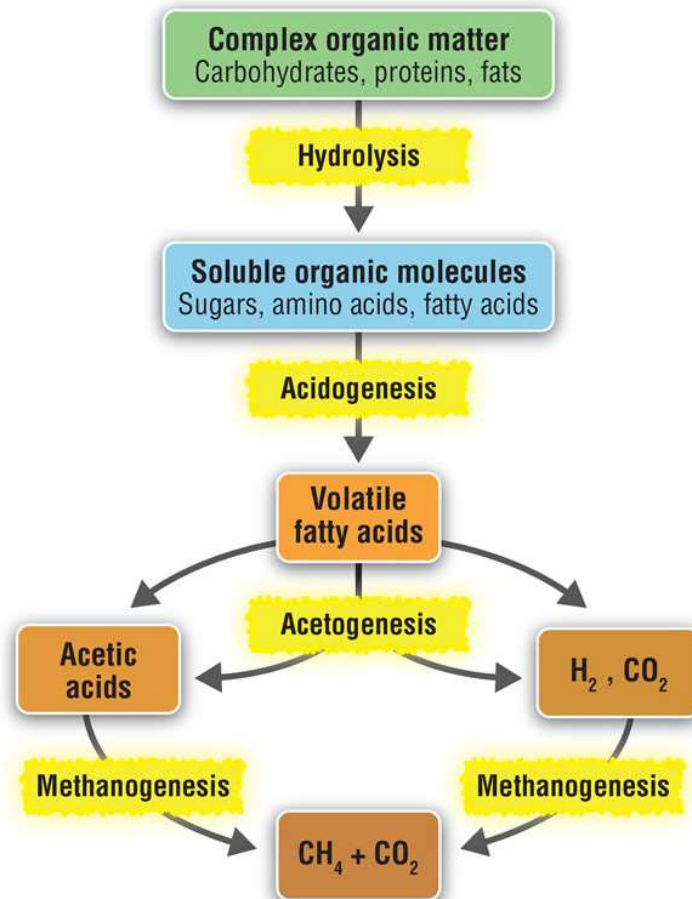 Complex organic matter
Carbohydrates, proteins, fats
Hydrolysis
Soluble organic molecules
Sugars, amino acids, fatty acids
Acidogenesis
Volatile
fatty acids
Acetogenesis
Acetic
acids
H₂ , CO₂
Methanogenesis
Methanogenesis
CH₄ + CO₂